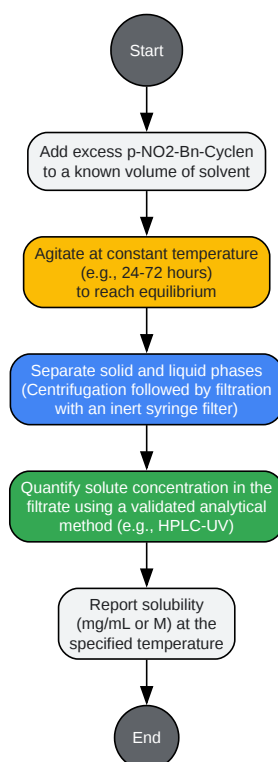 Start
Add excess p-NO2-Bn-Cyclen
to a known volume of solvent
Agitate at constant temperature
(e.g., 24-72 hours)
to reach equilibrium
Separate solid and liquid phases
(Centrifugation followed by filtration
with an inert syringe filter)
Quantify solute concentration in the
filtrate using a validated analytical
method (e.g., HPLC-UV)
Report solubility
(mg/mL or M) at the
specified temperature
End